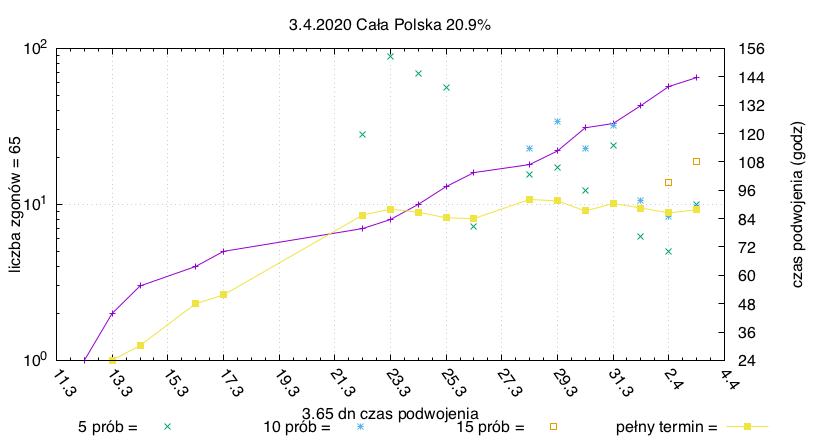 3.4.2020 Cała Polska 20.9%
10²
10¹
10⁰
liczba zgonów = 65
156
144
132
120
108
96
84
72
60
48
36
24
czas podwojenia (godz)
11.3 13.3 15.3 17.3 19.3 21.3 23.3 25.3 27.3 29.3 31.3 2.4 4.4
3.65 dn czas podwojenia
5 prób = 10 prób = 15 prób = pełny termin =